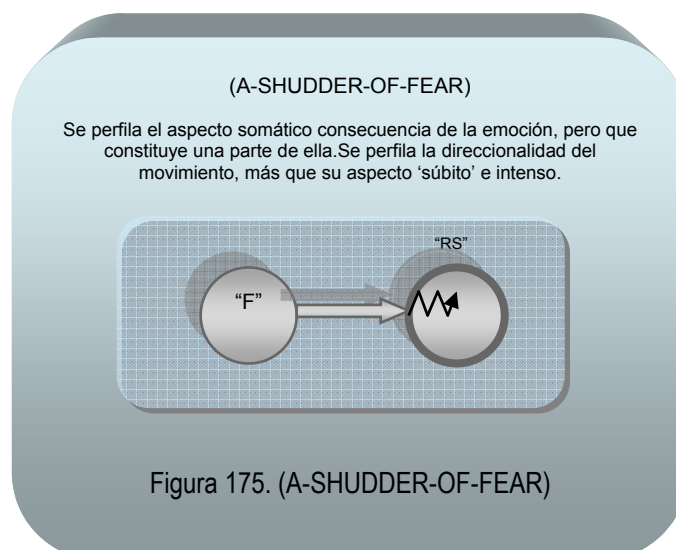 (A-SHUDDER-OF-FEAR)
Se perfila el aspecto somático consecuencia de la emoción, pero que
constituye una parte de ella.Se perfila la direccionalidad del
movimiento, más que su aspecto ‘súbito’ e intenso.
“RS”
“F”
Figura 175. (A-SHUDDER-OF-FEAR)